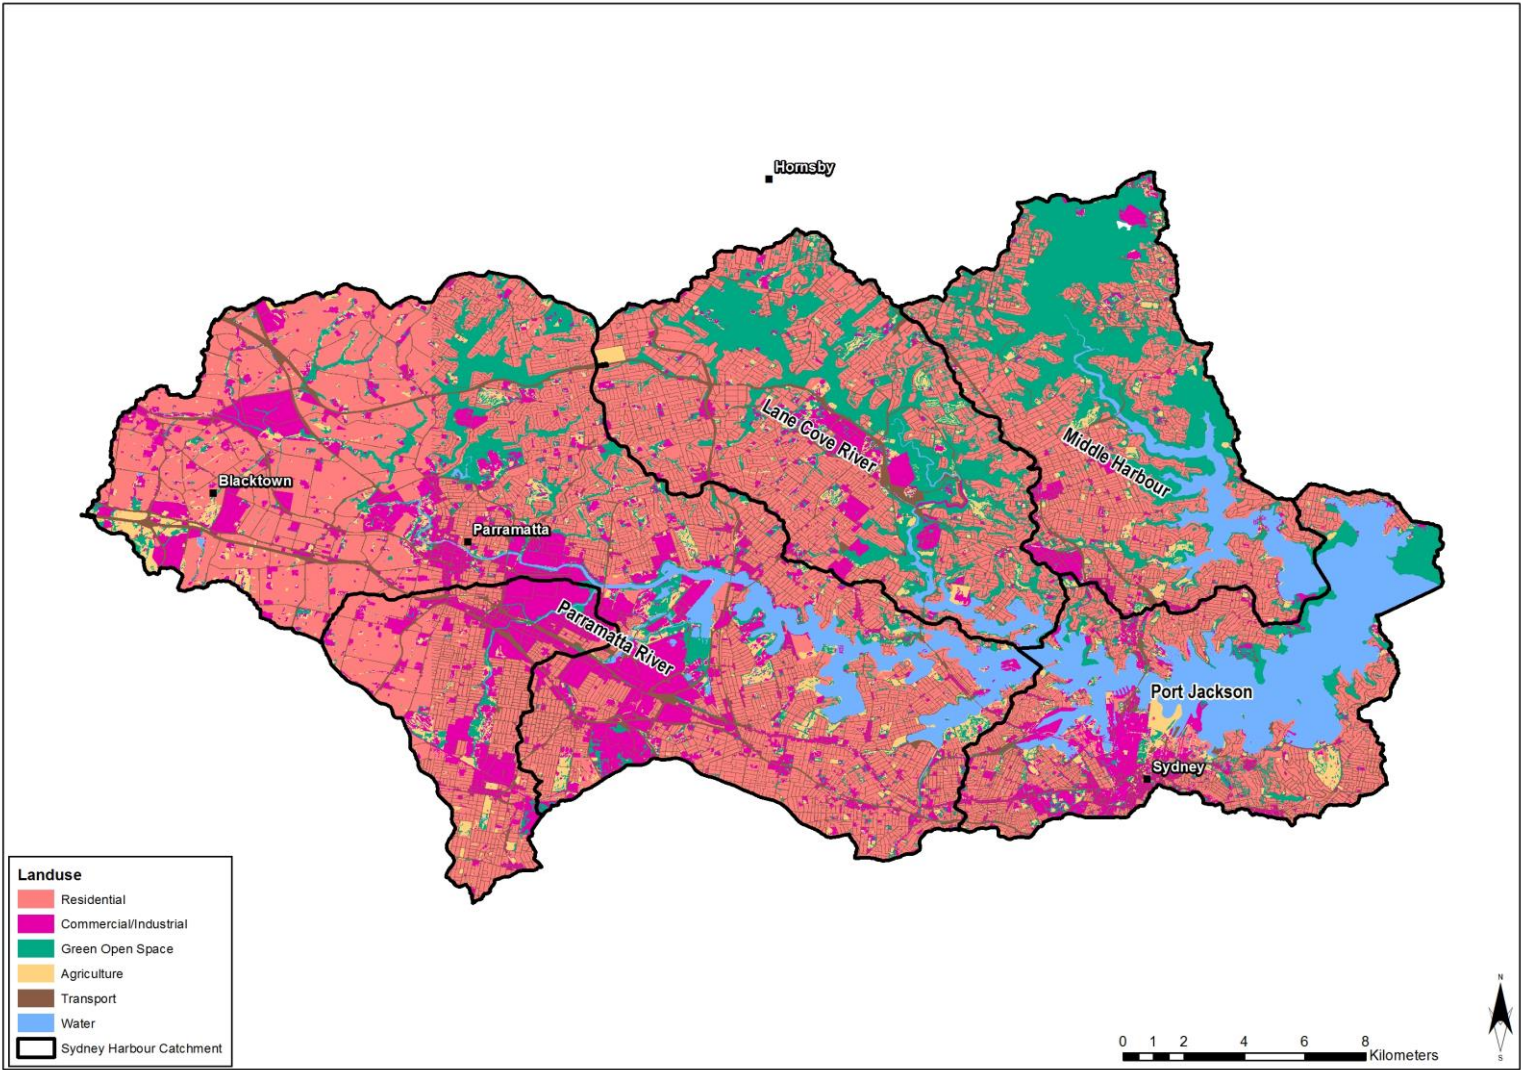 Hornsby
Lane Cove River
Middle Harbour
Blacktown
Parramatta
Parramatta River
Port Jackson
Sydney
Landuse
Residential
Commercial/Industrial
Green Open Space
Agriculture
Transport
Water
Sydney Harbour Catchment
N
S
0 1 2 4 6 8
Kilometers